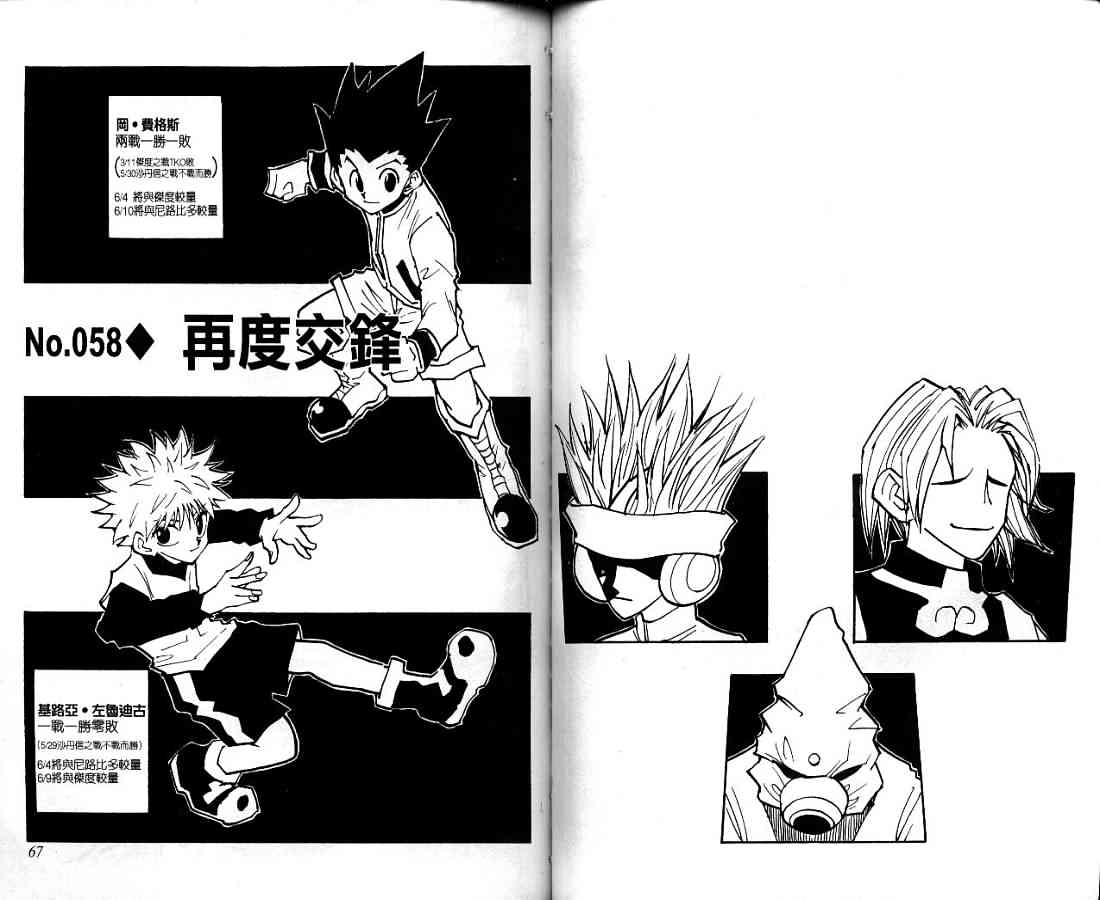 岡•費格斯
兩戰一勝一敗
(3/11傑度之戰TKO敗
5/30沙丹信之戰不戰而勝)
6/4 將與傑度較量
6/10將與尼路比多較量
No.058◆ 再度交鋒
基路亞•左魯迪古
一戰一勝零敗
(5/29沙丹信之戰不戰而勝)
6/4將與尼路比多較量
6/9將與傑度較量
67